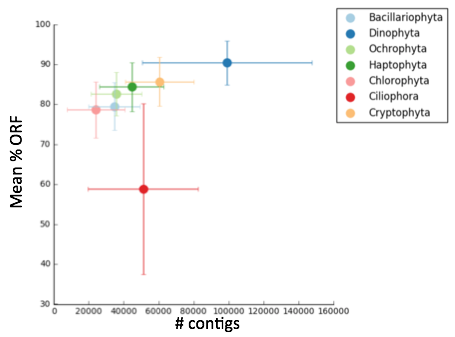 100
90
80
70
60
50
40
30
Mean % ORF
0 20000 40000 60000 80000 100000 120000 140000 160000
# contigs
Bacillariophyta
Dinophyta
Ochrophyta
Haptophyta
Chlorophyta
Ciliophora
Cryptophyta